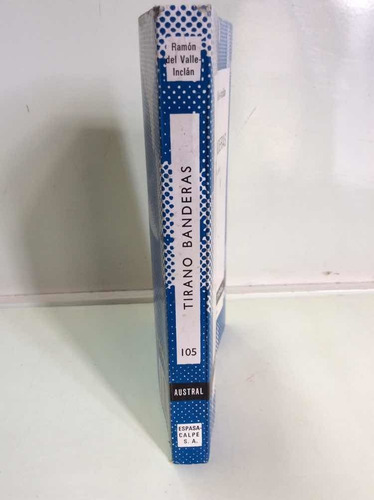 Ramón
del Valle-
Inclán
TIRANO BANDERAS
105
AUSTRAL
ESPASA-
CALPE
S. A.